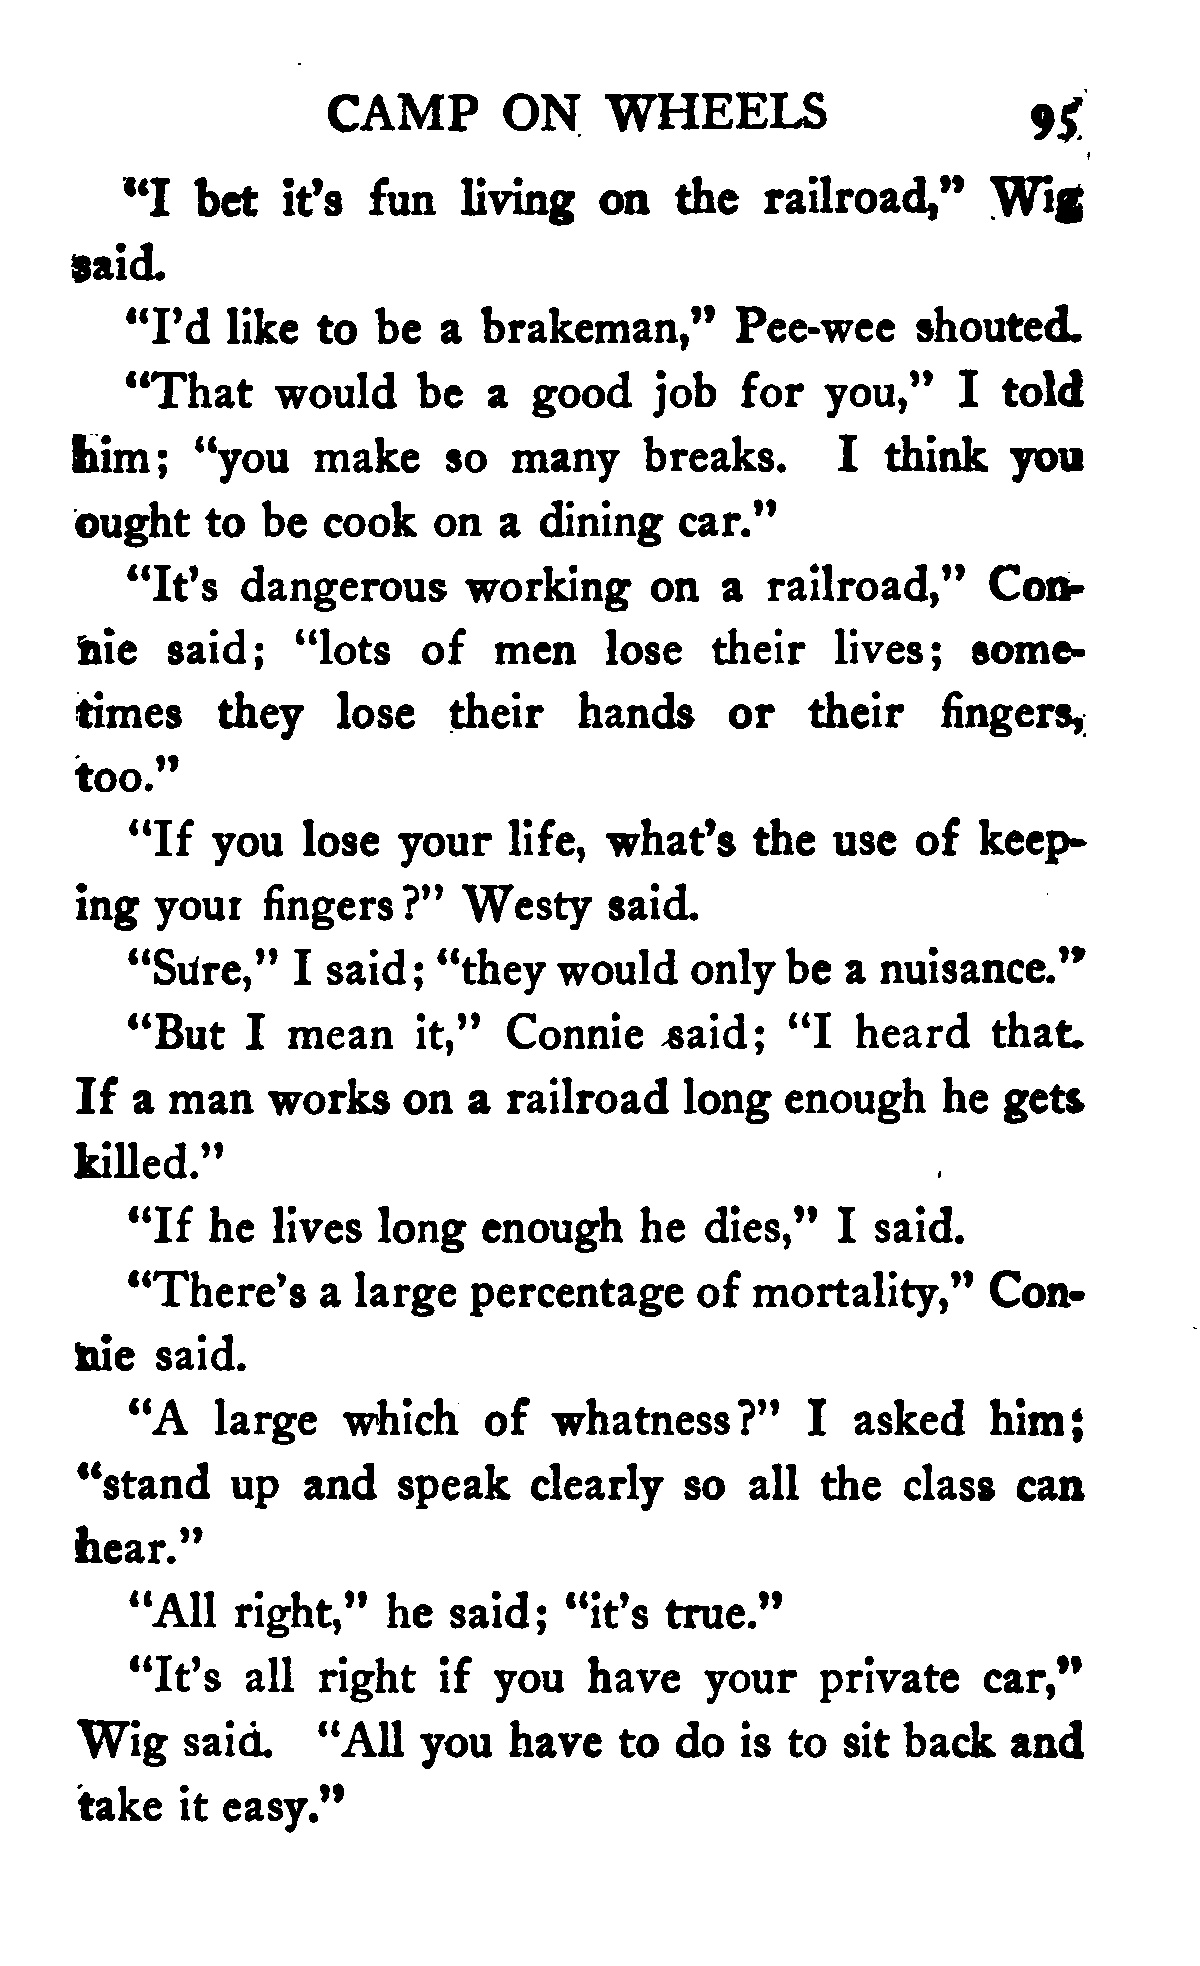 CAMP ON WHEELS 95
"I bet it's fun living on the railroad," Wig
said.
"I'd like to be a brakeman," Pee-wee shouted.
"That would be a good job for you," I told
him; "you make so many breaks. I think you
ought to be cook on a dining car."
"It's dangerous working on a railroad," Con-
nie said; "lots of men lose their lives; some-
times they lose their hands or their fingers,
too."
"If you lose your life, what's the use of keep-
ing your fingers?" Westy said.
"Sure," I said; "they would only be a nuisance."
"But I mean it," Connie said; "I heard that.
If a man works on a railroad long enough he gets
killed."
"If he lives long enough he dies," I said.
"There's a large percentage of mortality," Con-
nie said.
"A large which of whatness?" I asked him;
"stand up and speak clearly so all the class can
hear."
"All right," he said; "it's true."
"It's all right if you have your private car,"
Wig said. "All you have to do is to sit back and
take it easy."